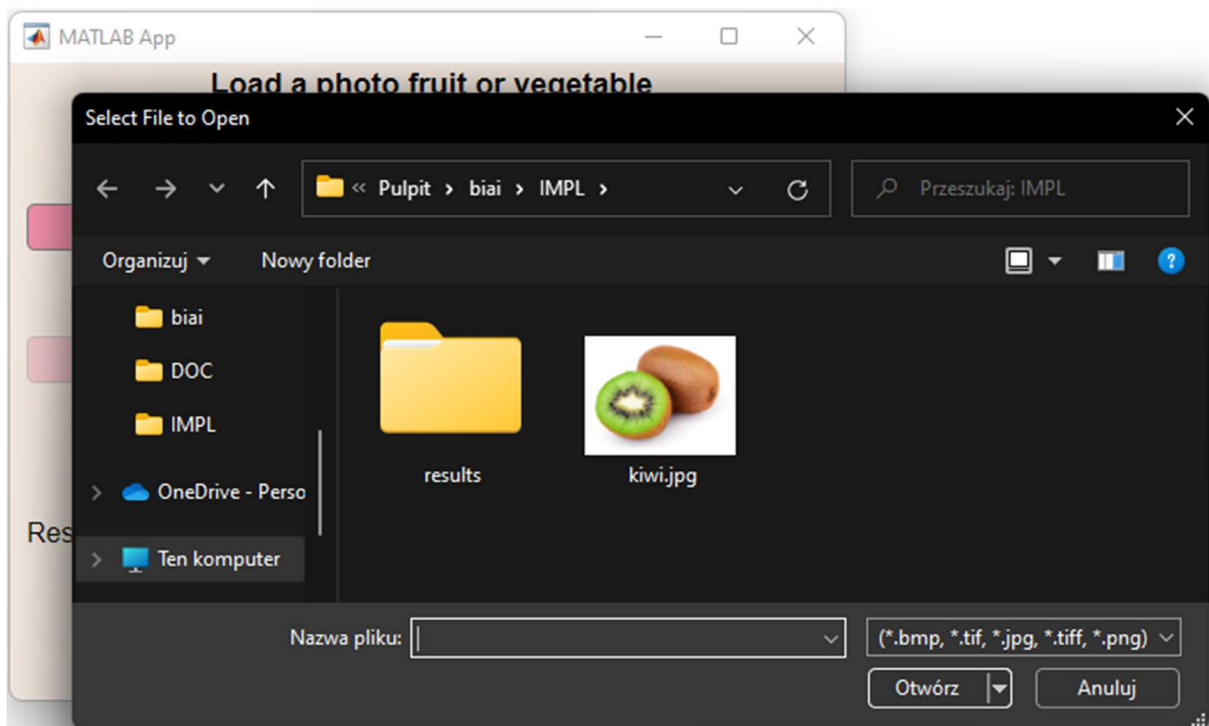 MATLAB App
Load a photo fruit or vegetable
Select File to Open
« Pulpit > biai > IMPL >
Przeszukaj: IMPL
Organizuj
Nowy folder
biai
DOC
IMPL
OneDrive - Perso
Ten komputer
results
kiwi.jpg
Res
Nazwa pliku:
(*.bmp, *.tif, *.jpg, *.tiff, *.png)
Otwórz
Anuluj